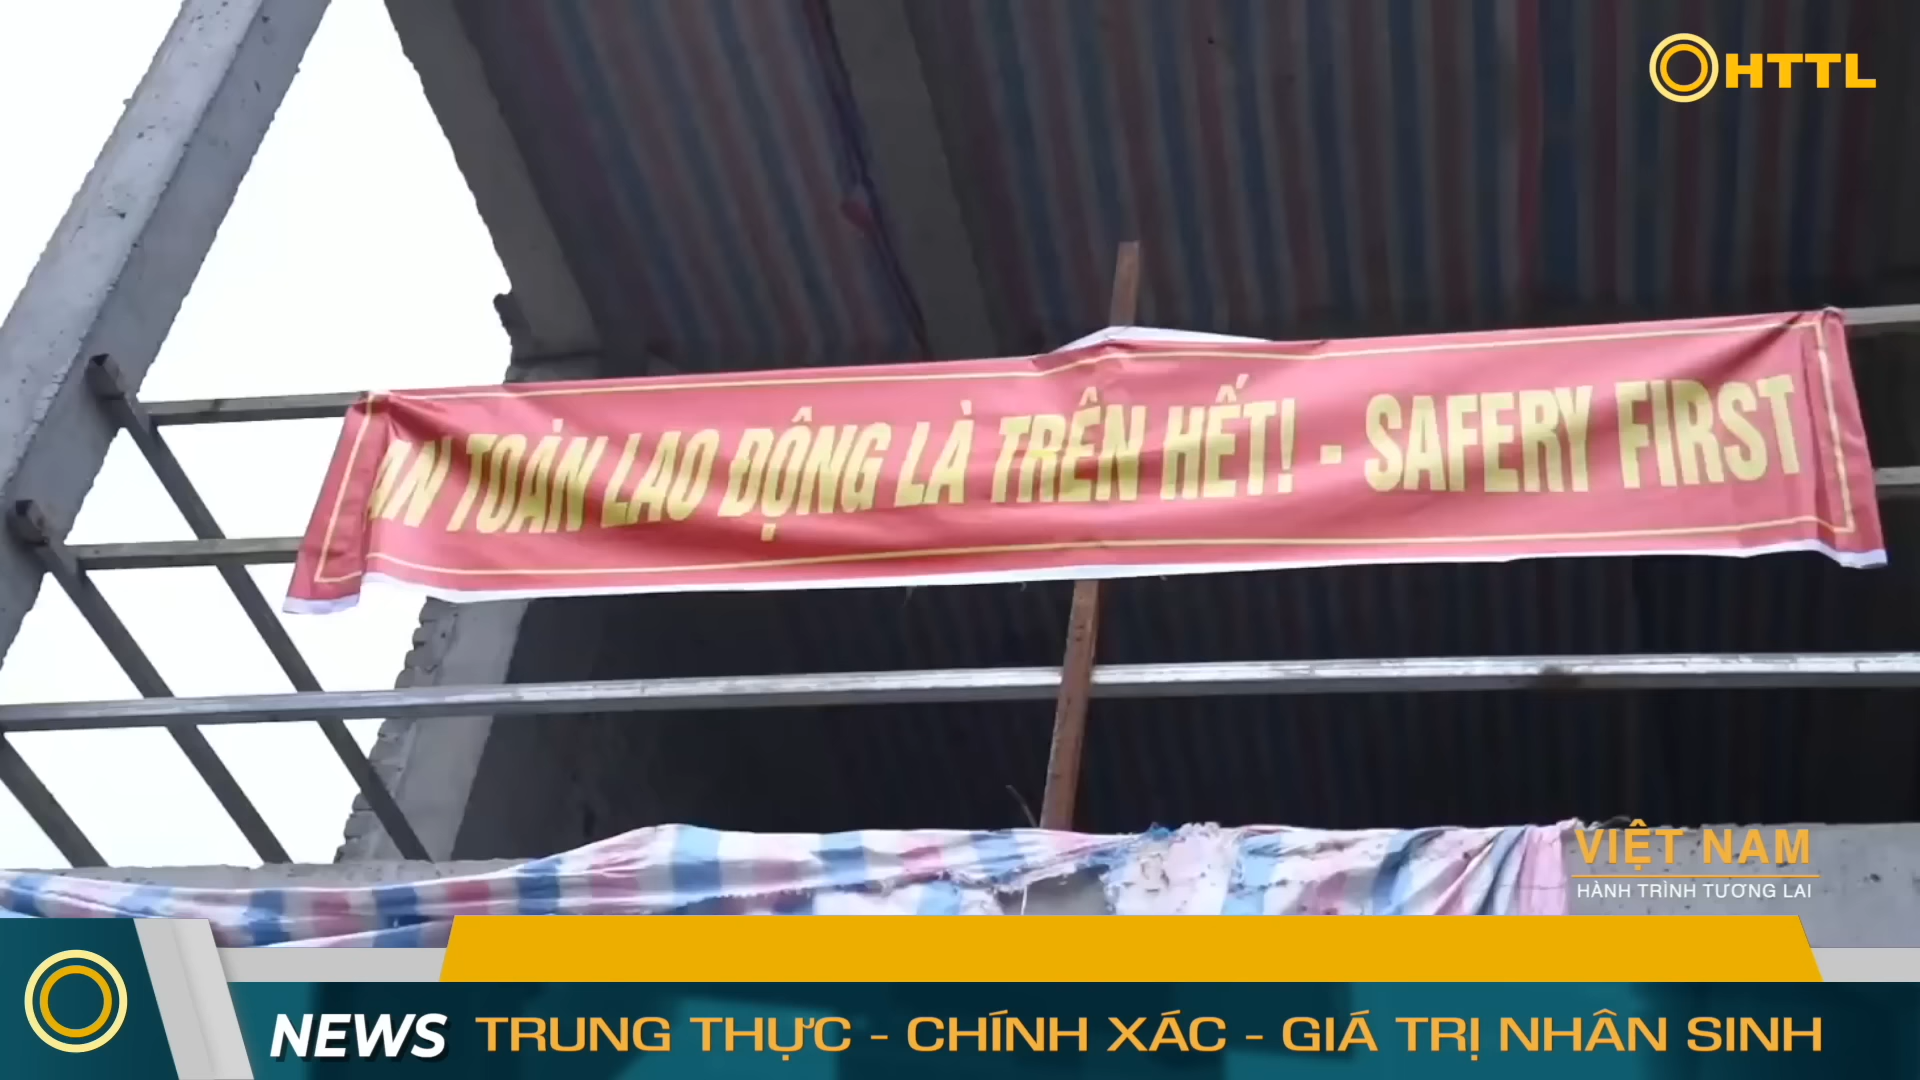 HTTL
AN TOÀN LAO ĐỘNG LÀ TRÊN HẾT! - SAFERY FIRST
VIỆT NAM
HÀNH TRÌNH TƯƠNG LAI
NEWS TRUNG THỰC - CHÍNH XÁC - GIÁ TRỊ NHÂN SINH